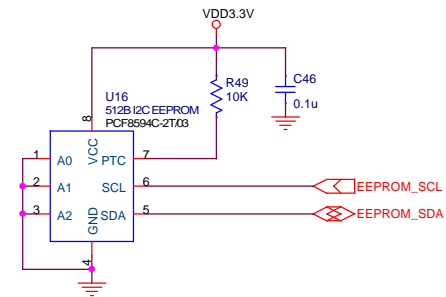 VDD3.3V
R49
10K
C46
0.1u
U16
512B I2C EEPROM
PCF8594C-2T/03
8
VCC
1 A0 PTC 7
2 A1 SCL 6 EEPROM_SCL
3 A2 SDA 5 EEPROM_SDA
GND
4